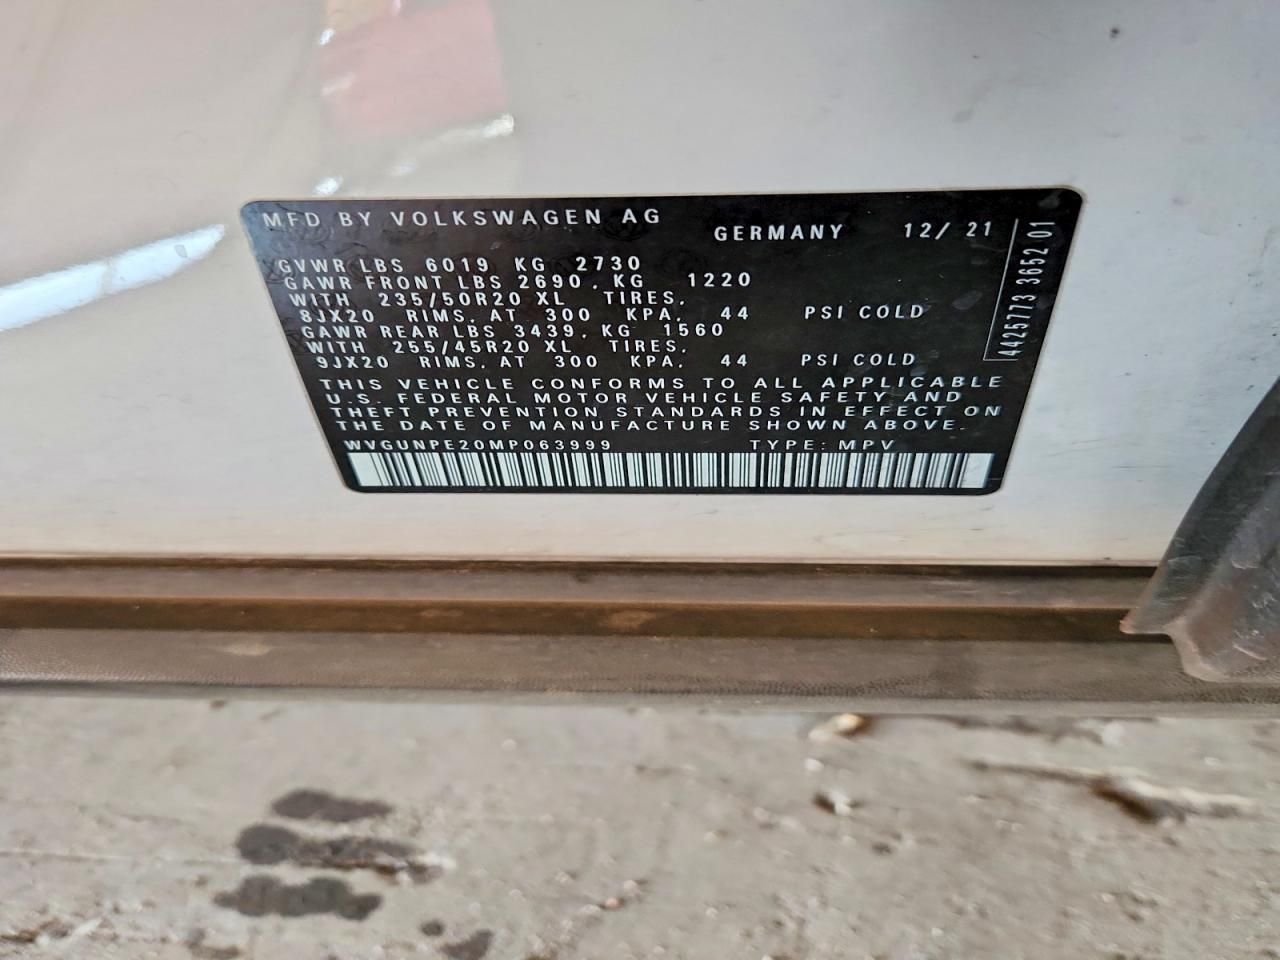 MFD BY VOLKSWAGEN AG
GERMANY 12/ 21
GVWR LBS 6019 KG 2730
GAWR FRONT LBS 2690, KG 1220
WITH 235/50R20 XL TIRES,
8JX20 RIMS, AT 300 KPA, 44 PSI COLD
GAWR REAR LBS 3439, KG 1560
WITH 255/45R20 XL TIRES,
9JX20 RIMS, AT 300 KPA, 44 PSI COLD
THIS VEHICLE CONFORMS TO ALL APPLICABLE
U.S. FEDERAL MOTOR VEHICLE SAFETY AND
THEFT PREVENTION STANDARDS IN EFFECT ON
THE DATE OF MANUFACTURE SHOWN ABOVE.
WVGUNPE20MP063999 TYPE: MPV
4425773 3652 01